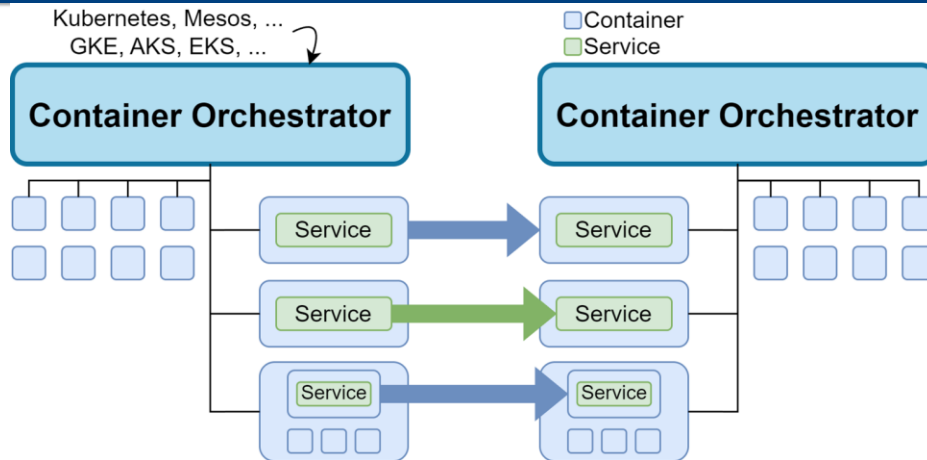 Kubernetes, Mesos, ...
GKE, AKS, EKS, ...
Container
Service
Container Orchestrator
Container Orchestrator
Service
Service
Service
Service
Service
Service